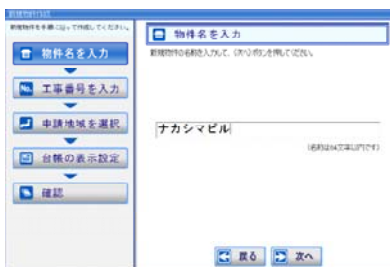 新規物件作成
新規物件を手順に沿って作成してください。
物件名を入力
No. 工事番号を入力
申請地域を選択
台帳の表示設定
確認
物件名を入力
新規物件の名前を入力して、[次へ]ボタンを押してください。
ナカシマビル
(名前は64文字以内です)
戻る
次へ